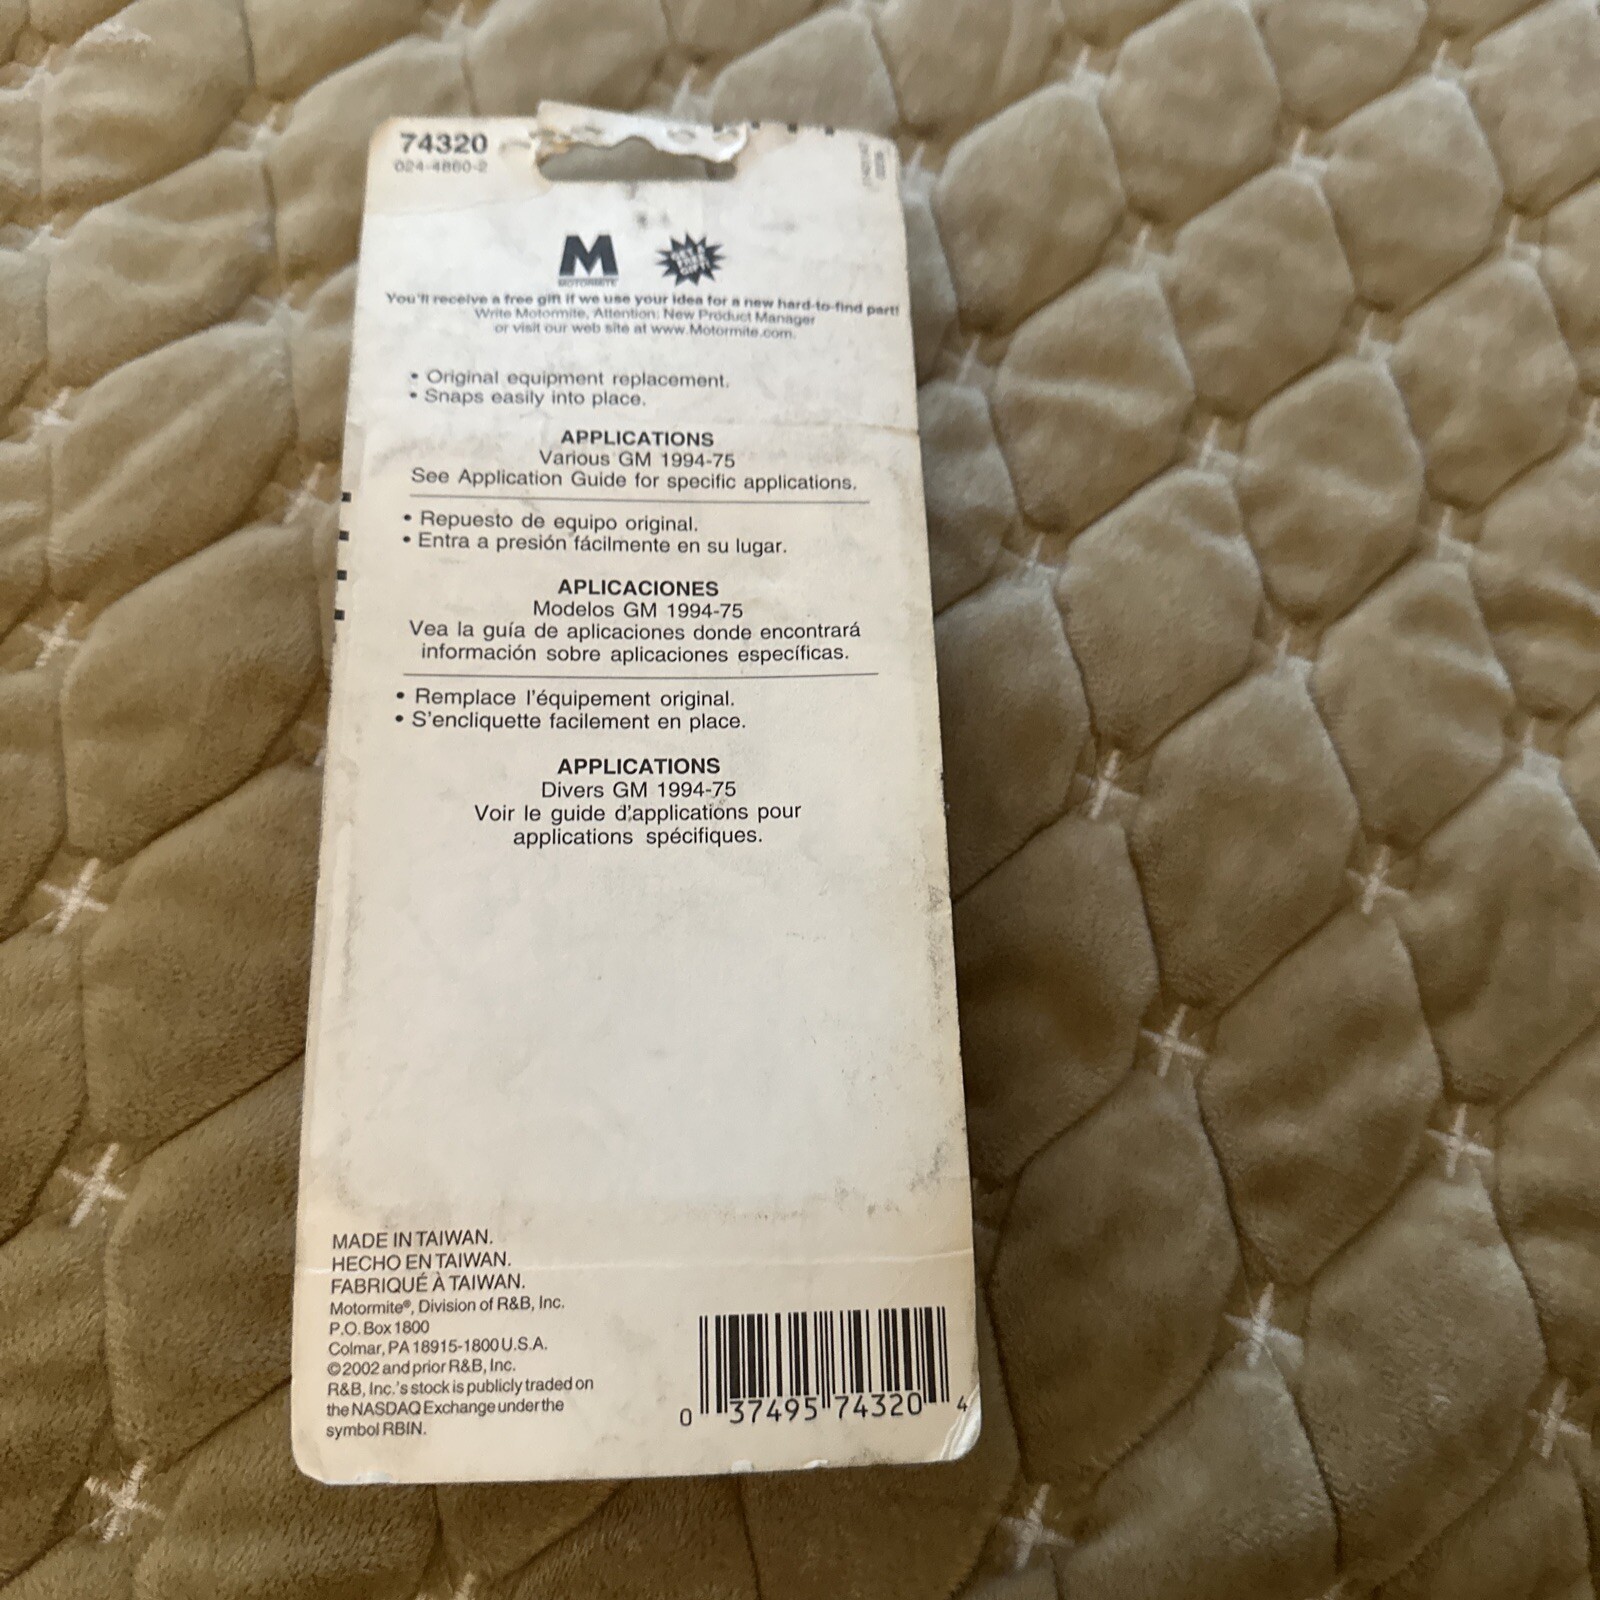 74320
024-4860-2
M
MOTORMITE
You'll receive a free gift if we use your idea for a new hard-to-find part!
Write Motormite, Attention: New Product Manager
or visit our web site at www.Motormite.com.
• Original equipment replacement.
• Snaps easily into place.
APPLICATIONS
Various GM 1994-75
See Application Guide for specific applications.
• Repuesto de equipo original.
• Entra a presión fácilmente en su lugar.
APLICACIONES
Modelos GM 1994-75
Vea la guía de aplicaciones donde encontrará
información sobre aplicaciones específicas.
• Remplace l'équipement original.
• S'encliquette facilement en place.
APPLICATIONS
Divers GM 1994-75
Voir le guide d'applications pour
applications spécifiques.
MADE IN TAIWAN.
HECHO EN TAIWAN.
FABRIQUÉ À TAIWAN.
Motormite®, Division of R&B, Inc.
P.O. Box 1800
Colmar, PA 18915-1800 U.S.A.
©2002 and prior R&B, Inc.
R&B, Inc.'s stock is publicly traded on
the NASDAQ Exchange under the
symbol RBIN.
0 37495 74320 4